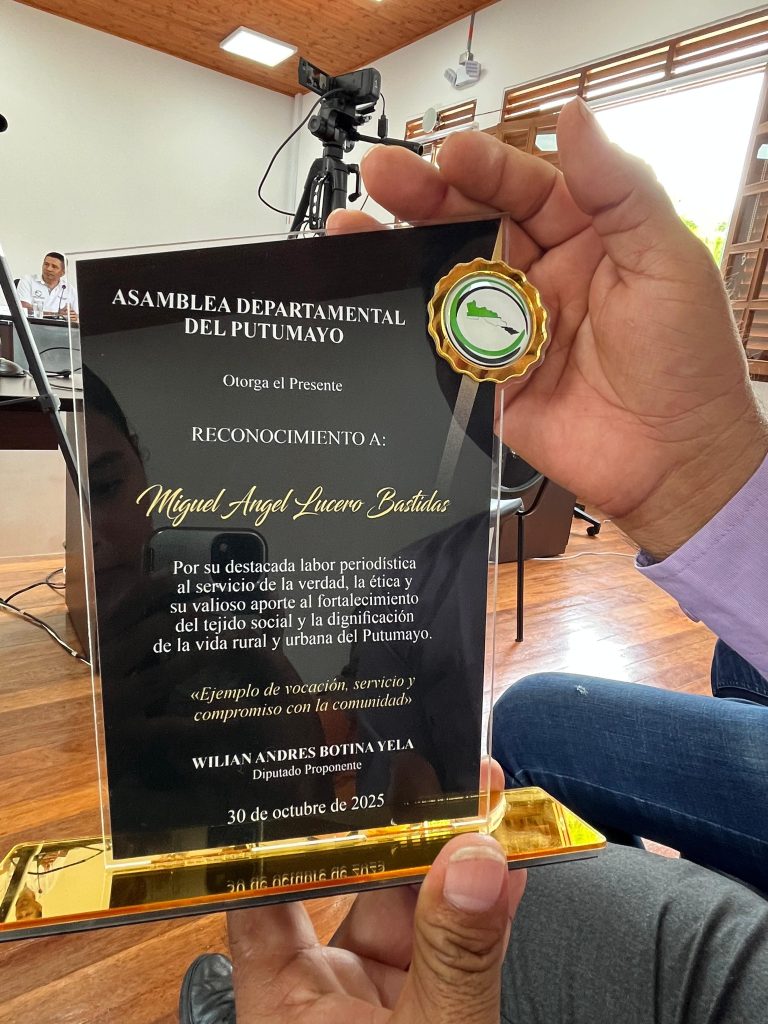 ASAMBLEA DEPARTAMENTAL
DEL PUTUMAYO
Otorga el Presente
RECONOCIMIENTO A:
Miguel Angel Lucero Bastidas
Por su destacada labor periodística
al servicio de la verdad, la ética y
su valioso aporte al fortalecimiento
del tejido social y la dignificación
de la vida rural y urbana del Putumayo.
«Ejemplo de vocación, servicio y
compromiso con la comunidad»
WILIAN ANDRES BOTINA YELA
Diputado Proponente
30 de octubre de 2025